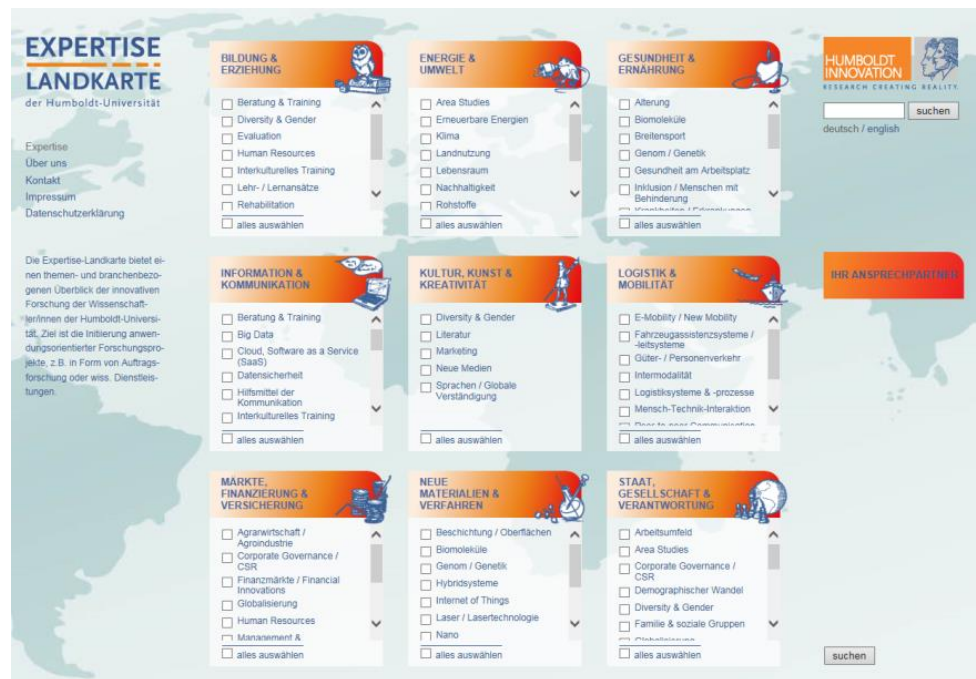 EXPERTISE
LANDKARTE
der Humboldt-Universität
Expertise
Über uns
Kontakt
Impressum
Datenschutzerklärung
Die Expertise-Landkarte bietet ei-
nen themen- und branchenbezo-
genen Überblick der innovativen
Forschung der Wissenschaft-
ler/innen der Humboldt-Universi-
tät. Ziel ist die Initiierung anwen-
dungsorientierter Forschungspro-
jekte, z.B. in Form von Auftrags-
forschung oder wiss. Dienstleis-
tungen.
BILDUNG &
ERZIEHUNG
Beratung & Training
Diversity & Gender
Evaluation
Human Resources
Interkulturelles Training
Lehr- / Lernansätze
Rehabilitation
alles auswählen
ENERGIE &
UMWELT
Area Studies
Erneuerbare Energien
Klima
Landnutzung
Lebensraum
Nachhaltigkeit
Rohstoffe
alles auswählen
GESUNDHEIT &
ERNÄHRUNG
Alterung
Biomoleküle
Breitensport
Genom / Genetik
Gesundheit am Arbeitsplatz
Inklusion / Menschen mit
Behinderung
Krankheiten / Erkrankungen
alles auswählen
HUMBOLDT
INNOVATION
RESEARCH CREATING REALITY.
suchen
deutsch / english
INFORMATION &
KOMMUNIKATION
Beratung & Training
Big Data
Cloud, Software as a Service
(SaaS)
Datensicherheit
Hilfsmittel der
Kommunikation
Interkulturelles Training
alles auswählen
KULTUR, KUNST &
KREATIVITÄT
Diversity & Gender
Literatur
Marketing
Neue Medien
Sprachen / Globale
Verständigung
alles auswählen
LOGISTIK &
MOBILITÄT
E-Mobility / New Mobility
Fahrzeugassistenzsysteme /
-leitsysteme
Güter- / Personenverkehr
Intermodalität
Logistiksysteme & -prozesse
Mensch-Technik-Interaktion
Peer-to-peer Communication
alles auswählen
IHR ANSPRECHPARTNER
MÄRKTE,
FINANZIERUNG &
VERSICHERUNG
Agrarwirtschaft /
Agroindustrie
Corporate Governance /
CSR
Finanzmärkte / Financial
Innovations
Globalisierung
Human Resources
Management &
alles auswählen
NEUE
MATERIALIEN &
VERFAHREN
Beschichtung / Oberflächen
Biomoleküle
Genom / Genetik
Hybridsysteme
Internet of Things
Laser / Lasertechnologie
Nano
alles auswählen
STAAT,
GESELLSCHAFT &
VERANTWORTUNG
Arbeitsumfeld
Area Studies
Corporate Governance /
CSR
Demographischer Wandel
Diversity & Gender
Familie & soziale Gruppen
Globalisierung
alles auswählen
suchen